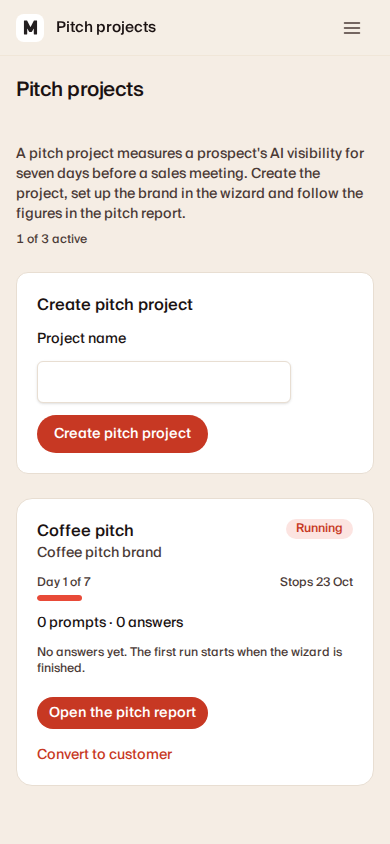 M
Pitch projects
Pitch projects
A pitch project measures a prospect's AI visibility for
seven days before a sales meeting. Create the
project, set up the brand in the wizard and follow the
figures in the pitch report.
1 of 3 active
Create pitch project
Project name
Create pitch project
Coffee pitch
Running
Coffee pitch brand
Day 1 of 7
Stops 23 Oct
0 prompts · 0 answers
No answers yet. The first run starts when the wizard is
finished.
Open the pitch report
Convert to customer